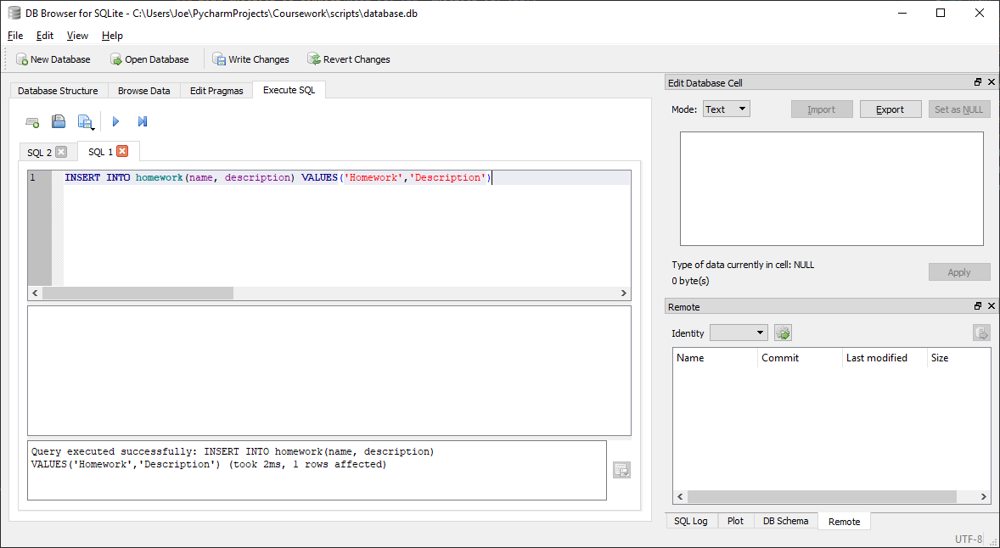 DB Browser for SQLite - C:\Users\Joe\PycharmProjects\Coursework\scripts\database.db
File Edit View Help
New Database Open Database Write Changes Revert Changes
Database Structure Browse Data Edit Pragmas Execute SQL
SQL 2 SQL 1
1 INSERT INTO homework(name, description) VALUES('Homework','Description')
Query executed successfully: INSERT INTO homework(name, description)
VALUES('Homework','Description') (took 2ms, 1 rows affected)
Edit Database Cell
Mode: Text Import Export Set as NULL
Type of data currently in cell: NULL
0 byte(s)
Apply
Remote
Identity
Name Commit Last modified Size
SQL Log Plot DB Schema Remote
UTF-8